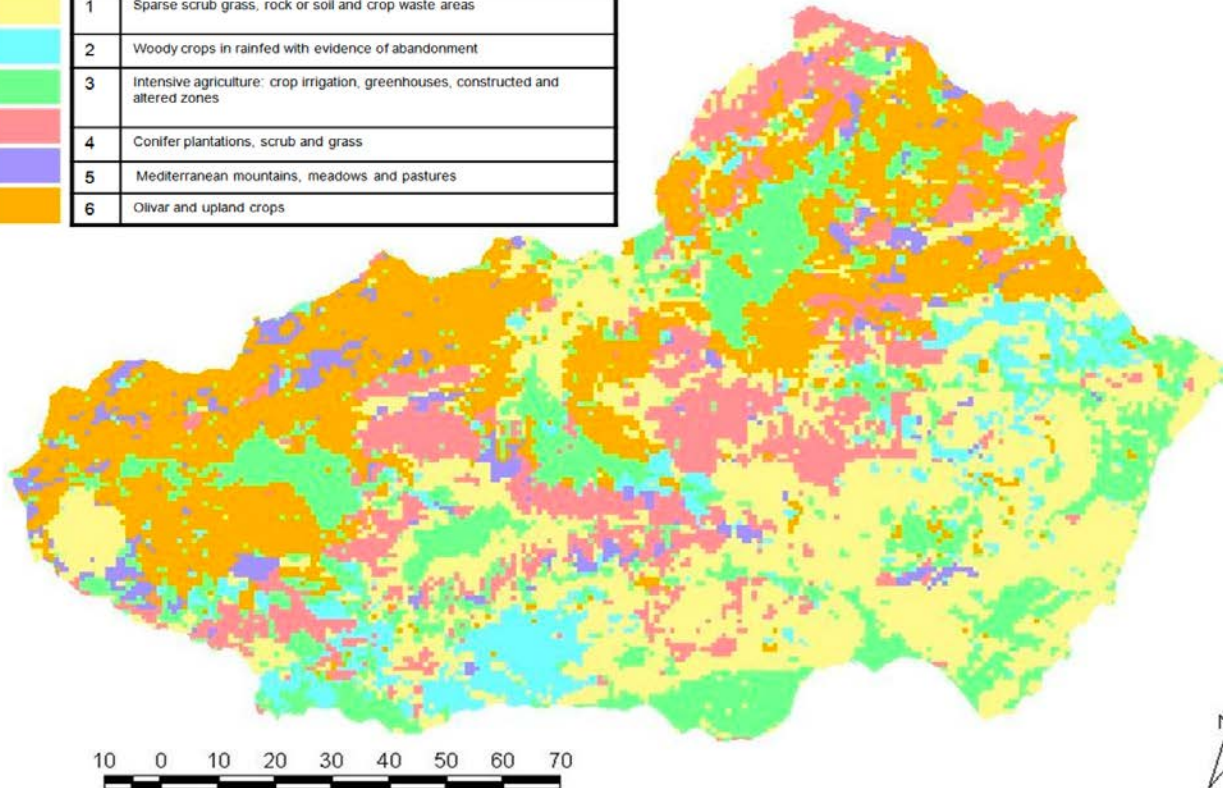 1 Sparse scrub grass, rock or soil and crop waste areas
2 Woody crops in rainfed with evidence of abandonment
3 Intensive agriculture: crop irrigation, greenhouses, constructed and
altered zones
4 Conifer plantations, scrub and grass
5 Mediterranean mountains, meadows and pastures
6 Olivar and upland crops
10 0 10 20 30 40 50 60 70
N